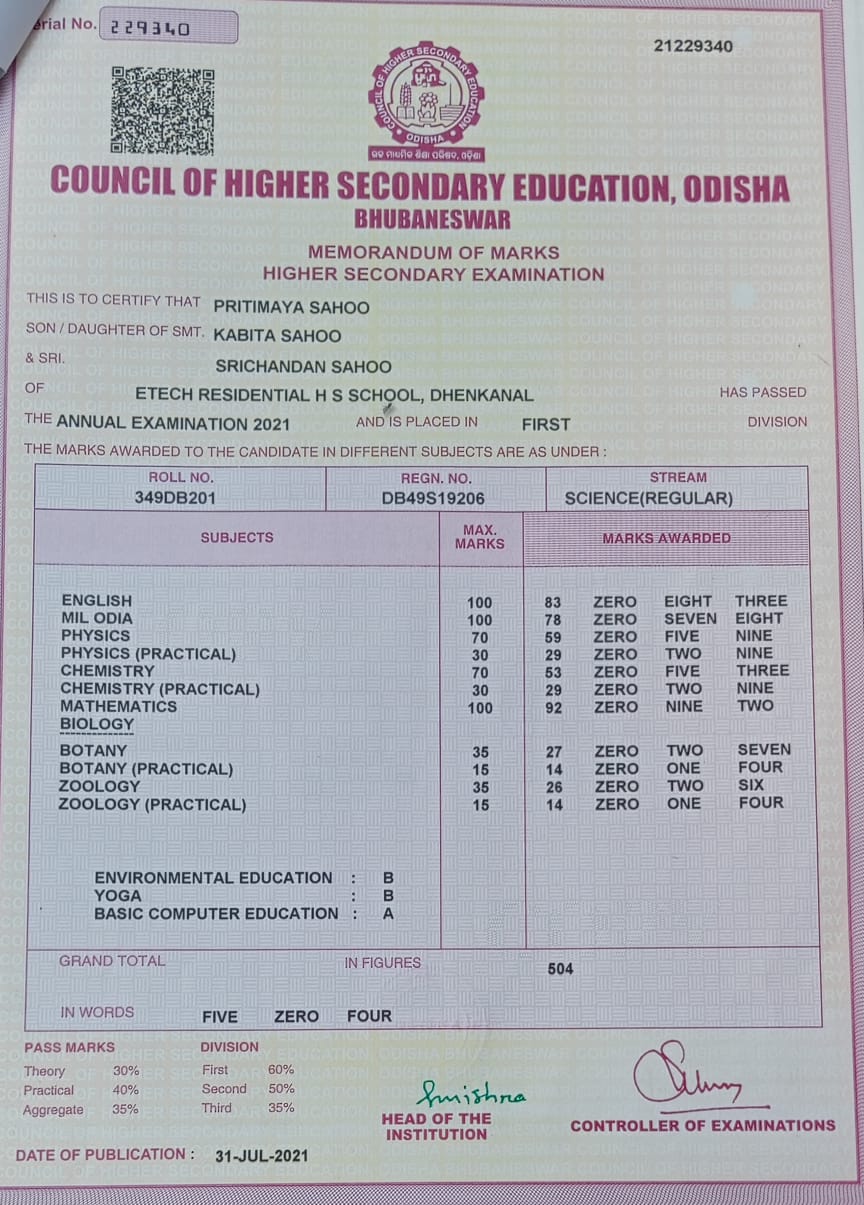 erial No. 229340
21229340
COUNCIL OF HIGHER SECONDARY EDUCATION
ODISHA
ଉଚ୍ଚ ମାଧ୍ୟମିକ ଶିକ୍ଷା ପରିଷଦ, ଓଡ଼ିଶା
COUNCIL OF HIGHER SECONDARY EDUCATION, ODISHA
BHUBANESWAR
MEMORANDUM OF MARKS
HIGHER SECONDARY EXAMINATION
THIS IS TO CERTIFY THAT PRITIMAYA SAHOO
SON / DAUGHTER OF SMT. KABITA SAHOO
& SRI. SRICHANDAN SAHOO
OF ETECH RESIDENTIAL H S SCHOOL, DHENKANAL HAS PASSED
THE ANNUAL EXAMINATION 2021 AND IS PLACED IN FIRST DIVISION
THE MARKS AWARDED TO THE CANDIDATE IN DIFFERENT SUBJECTS ARE AS UNDER :
ROLL NO. REGN. NO. STREAM
349DB201 DB49S19206 SCIENCE(REGULAR)
SUBJECTS MAX. MARKS MARKS AWARDED
ENGLISH 100 83 ZERO EIGHT THREE
MIL ODIA 100 78 ZERO SEVEN EIGHT
PHYSICS 70 59 ZERO FIVE NINE
PHYSICS (PRACTICAL) 30 29 ZERO TWO NINE
CHEMISTRY 70 53 ZERO FIVE THREE
CHEMISTRY (PRACTICAL) 30 29 ZERO TWO NINE
MATHEMATICS 100 92 ZERO NINE TWO
BIOLOGY
BOTANY 35 27 ZERO TWO SEVEN
BOTANY (PRACTICAL) 15 14 ZERO ONE FOUR
ZOOLOGY 35 26 ZERO TWO SIX
ZOOLOGY (PRACTICAL) 15 14 ZERO ONE FOUR
ENVIRONMENTAL EDUCATION : B
YOGA : B
BASIC COMPUTER EDUCATION : A
GRAND TOTAL IN FIGURES 504
IN WORDS FIVE ZERO FOUR
PASS MARKS DIVISION
Theory 30% First 60%
Practical 40% Second 50%
Aggregate 35% Third 35%
Smishra
HEAD OF THE
INSTITUTION
CONTROLLER OF EXAMINATIONS
DATE OF PUBLICATION : 31-JUL-2021